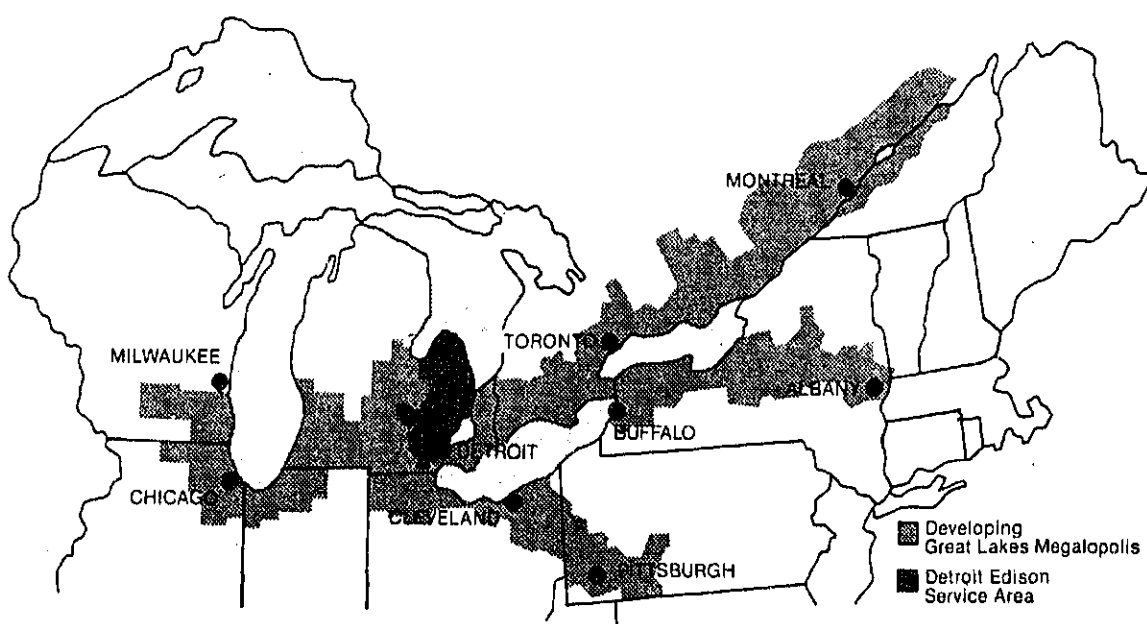 MONTREAL
TORONTO
MILWAUKEE
ALBANY
BUFFALO
DETROIT
CHICAGO
CLEVELAND
PITTSBURGH
Developing
Great Lakes Megalopolis
Detroit Edison
Service Area